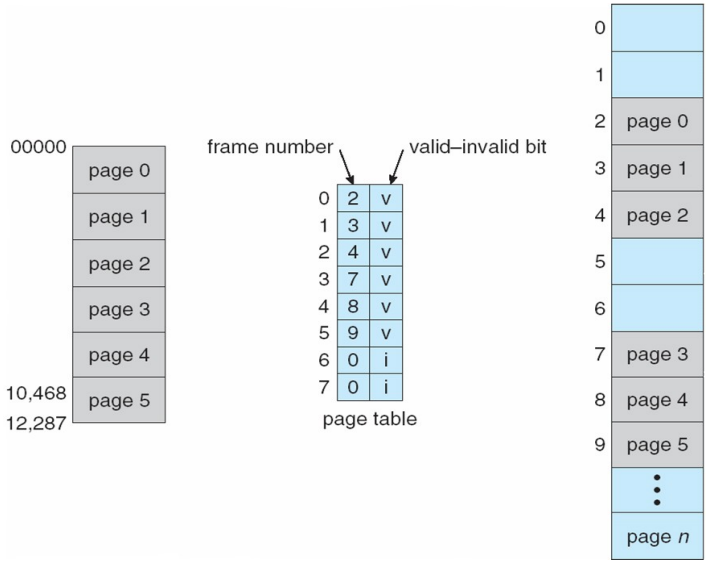 00000
page 0
page 1
page 2
page 3
page 4
page 5
10,468
12,287
frame number
valid–invalid bit
0 2 v
1 3 v
2 4 v
3 7 v
4 8 v
5 9 v
6 0 i
7 0 i
page table
0
1
2 page 0
3 page 1
4 page 2
5
6
7 page 3
8 page 4
9 page 5
page n